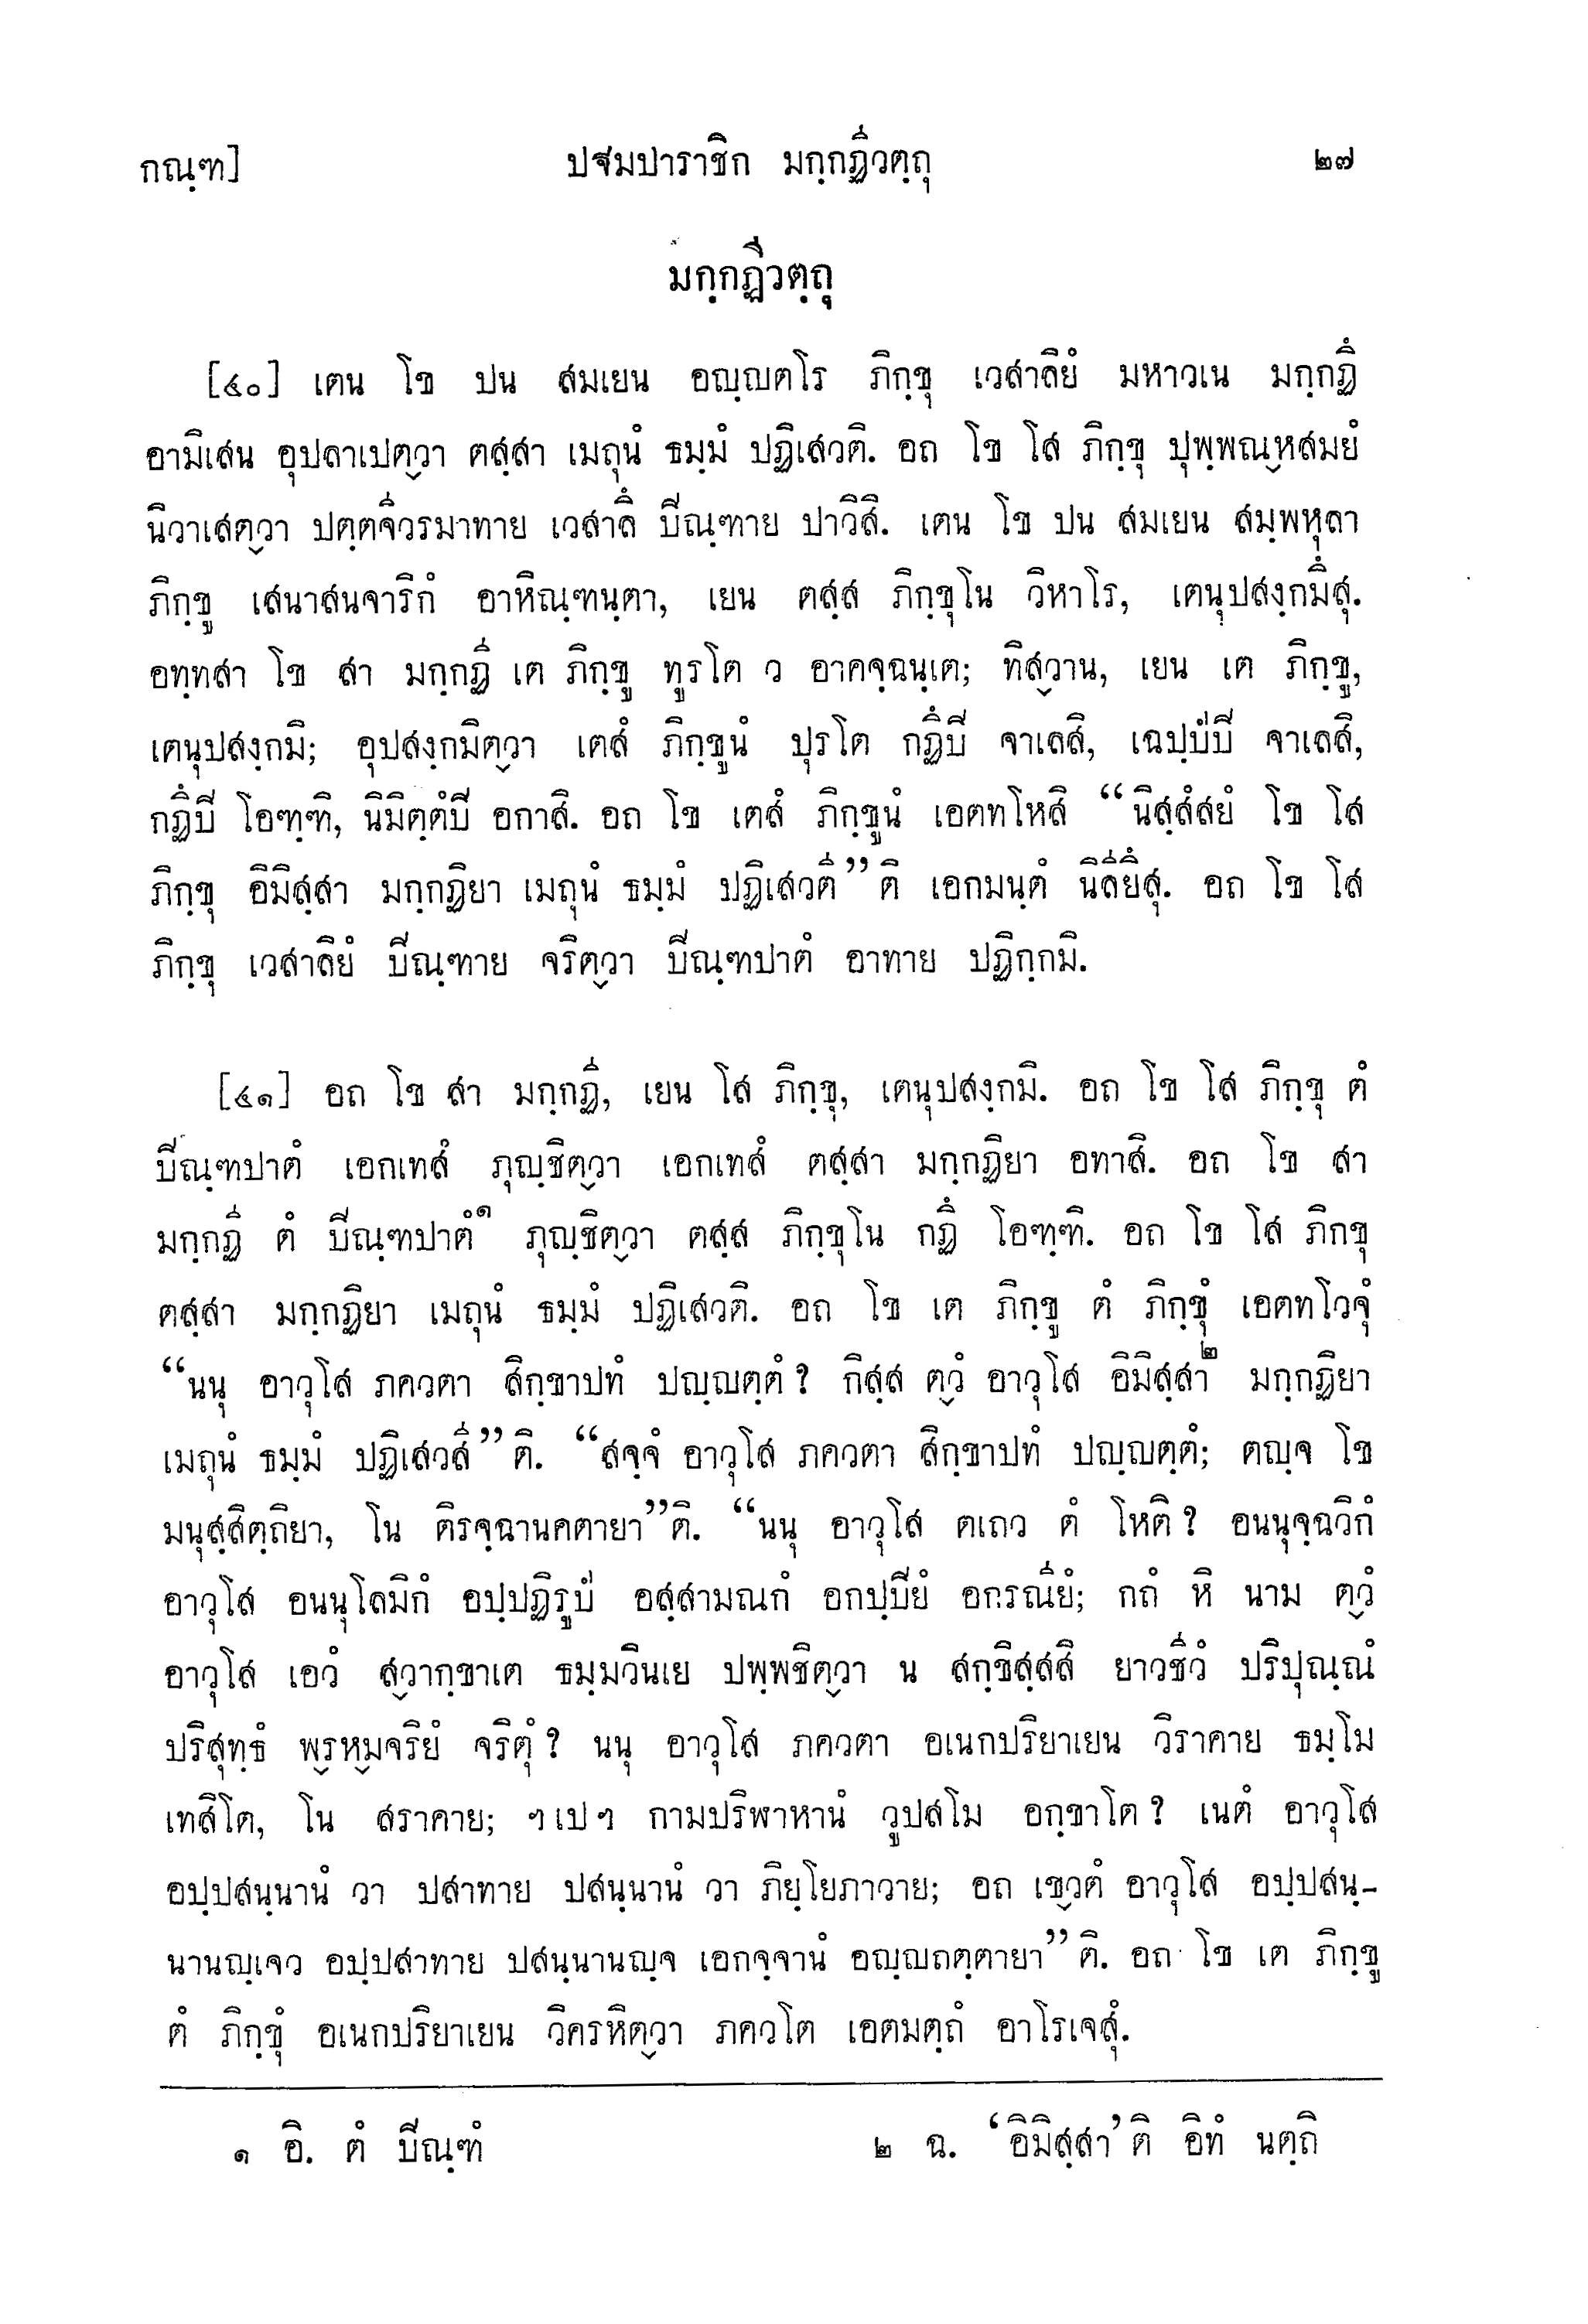 กณฺฑ]
ปฐมปาราชิก มกฺกฏีวตฺถุ
๒๗
มกฺกฏีวตฺถุ
[๔๐] เตน โข ปน สมเยน อญฺญตโร ภิกฺขุ เวสาลิยํ มหาวเน มกฺกฏึ
อามิเสน อุปลาเปตฺวา ตสฺสา เมถุนํ ธมฺมํ ปฏิเสวติ. อถ โข โส ภิกฺขุ ปุพฺพณฺหสมยํ
นิวาเสตฺวา ปตฺตจีวรมาทาย เวสาลึ ปิณฺฑาย ปาวิสิ. เตน โข ปน สมเยน สมฺพหุลา
ภิกฺขู เสนาสนจาริกํ อาหิณฺฑนฺตา, เยน ตสฺส ภิกฺขุโน วิหาโร, เตนุปสงฺกมึสุ.
อทฺทสา โข สา มกฺกฏี เต ภิกฺขู ทูรโต ว อาคจฺฉนฺเต; ทิสฺวาน, เยน เต ภิกฺขู,
เตนุปสงฺกมิ; อุปสงฺกมิตฺวา เตสํ ภิกฺขูนํ ปุรโต กฏึปิ จาเลสิ, เฉปฺปํปิ จาเลสิ,
กฏึปิ โอฑฺฑิ, นิมิตฺตํปิ อกาสิ. อถ โข เตสํ ภิกฺขูนํ เอตทโหสิ “นิสฺสํสยํ โข โส
ภิกฺขุ อิมิสฺสา มกฺกฏิยา เมถุนํ ธมฺมํ ปฏิเสวตี”ติ เอกมนฺตํ นิลียึสุ. อถ โข โส
ภิกฺขุ เวสาลิยํ ปิณฺฑาย จริตฺวา ปิณฺฑปาตํ อาทาย ปฏิกฺกมิ.
[๔๑] อถ โข สา มกฺกฏี, เยน โส ภิกฺขุ, เตนุปสงฺกมิ. อถ โข โส ภิกฺขุ ตํ
ปิณฺฑปาตํ เอกเทสํ ภุญฺชิตฺวา เอกเทสํ ตสฺสา มกฺกฏิยา อทาสิ. อถ โข สา
มกฺกฏี ตํ ปิณฺฑปาตํ๑ ภุญฺชิตฺวา ตสฺส ภิกฺขุโน กฏึ โอฑฺฑิ. อถ โข โส ภิกขุ
ตสฺสา มกฺกฏิยา เมถุนํ ธมฺมํ ปฏิเสวติ. อถ โข เต ภิกฺขู ตํ ภิกฺขุํ เอตทโวจุํ
“นนุ อาวุโส ภควตา สิกฺขาปทํ ปญฺญตฺตํ? กิสฺส ตฺวํ อาวุโส อิมิสฺสา๒ มกฺกฏิยา
เมถุนํ ธมฺมํ ปฏิเสวสี”ติ. “สจฺจํ อาวุโส ภควตา สิกฺขาปทํ ปญฺญตฺตํ; ตญฺจ โข
มนุสฺสิตฺถิยา, โน ติรจฺฉานคตายา”ติ. “นนุ อาวุโส ตเถว ตํ โหติ? อนนุจฺฉวิกํ
อาวุโส อนนุโลมิกํ อปฺปฏิรูปํ อสฺสามณกํ อกปฺปิยํ อกรณียํ; กถํ หิ นาม ตฺวํ
อาวุโส เอวํ สฺวากฺขาเต ธมฺมวินเย ปพฺพชิตฺวา น สกฺขิสฺสสิ ยาวชีวํ ปริปุณฺณํ
ปริสุทฺธํ พฺรหฺมจริยํ จริตุํ? นนุ อาวุโส ภควตา อเนกปริยาเยน วิราคาย ธมฺโม
เทสิโต, โน สราคาย; ฯเปฯ กามปริฬาหานํ วูปสโม อกฺขาโต? เนตํ อาวุโส
อปฺปสนฺนานํ วา ปสาทาย ปสนฺนานํ วา ภิยฺโยภาวาย; อถ เขฺวตํ อาวุโส อปฺปสนฺ-
นานญฺเจว อปฺปสาทาย ปสนฺนานญฺจ เอกจฺจานํ อญฺญถตฺตายา”ติ. อถ โข เต ภิกฺขู
ตํ ภิกฺขุํ อเนกปริยาเยน วิครหิตฺวา ภควโต เอตมตฺถํ อาโรเจสุํ.
๑ อิ. ตํ ปิณฺฑํ
๒ ฉ. ‘อิมิสฺสา’ติ อิทํ นตฺถิ